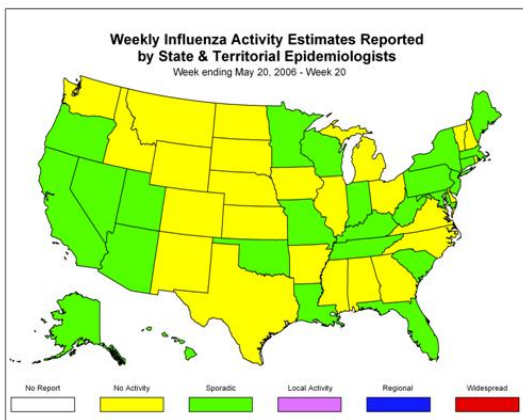 Weekly Influenza Activity Estimates Reported
by State & Territorial Epidemiologists
Week ending May 20, 2006 - Week 20
No Report
No Activity
Sporadic
Local Activity
Regional
Widespread